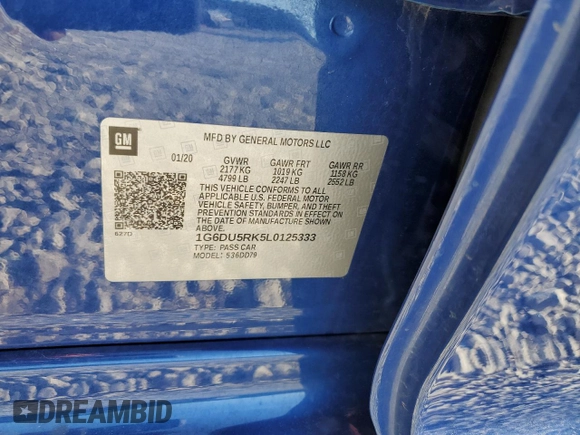 GM
MFD BY GENERAL MOTORS LLC
01/20 GVWR GAWR FRT GAWR RR
2177 KG 1019 KG 1158 KG
4799 LB 2247 LB 2552 LB
THIS VEHICLE CONFORMS TO ALL
APPLICABLE U.S. FEDERAL MOTOR
VEHICLE SAFETY, BUMPER, AND THEFT
PREVENTION STANDARDS IN EFFECT ON
THE DATE OF MANUFACTURE SHOWN
ABOVE.
627D
1G6DU5RK5L0125333
TYPE: PASS CAR
MODEL: 536DD79
DREAMBID